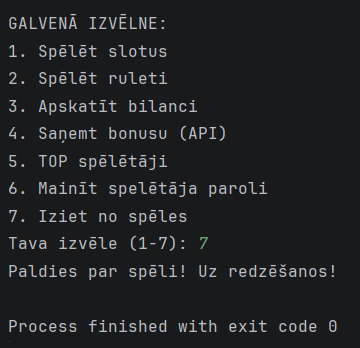 GALVENĀ IZVĒLNE:
1. Spēlēt slotus
2. Spēlēt ruleti
3. Apskatīt bilanci
4. Saņemt bonusu (API)
5. TOP spēlētāji
6. Mainīt spelētāja paroli
7. Iziet no spēles
Tava izvēle (1-7): 7
Paldies par spēli! Uz redzēšanos!
Process finished with exit code 0